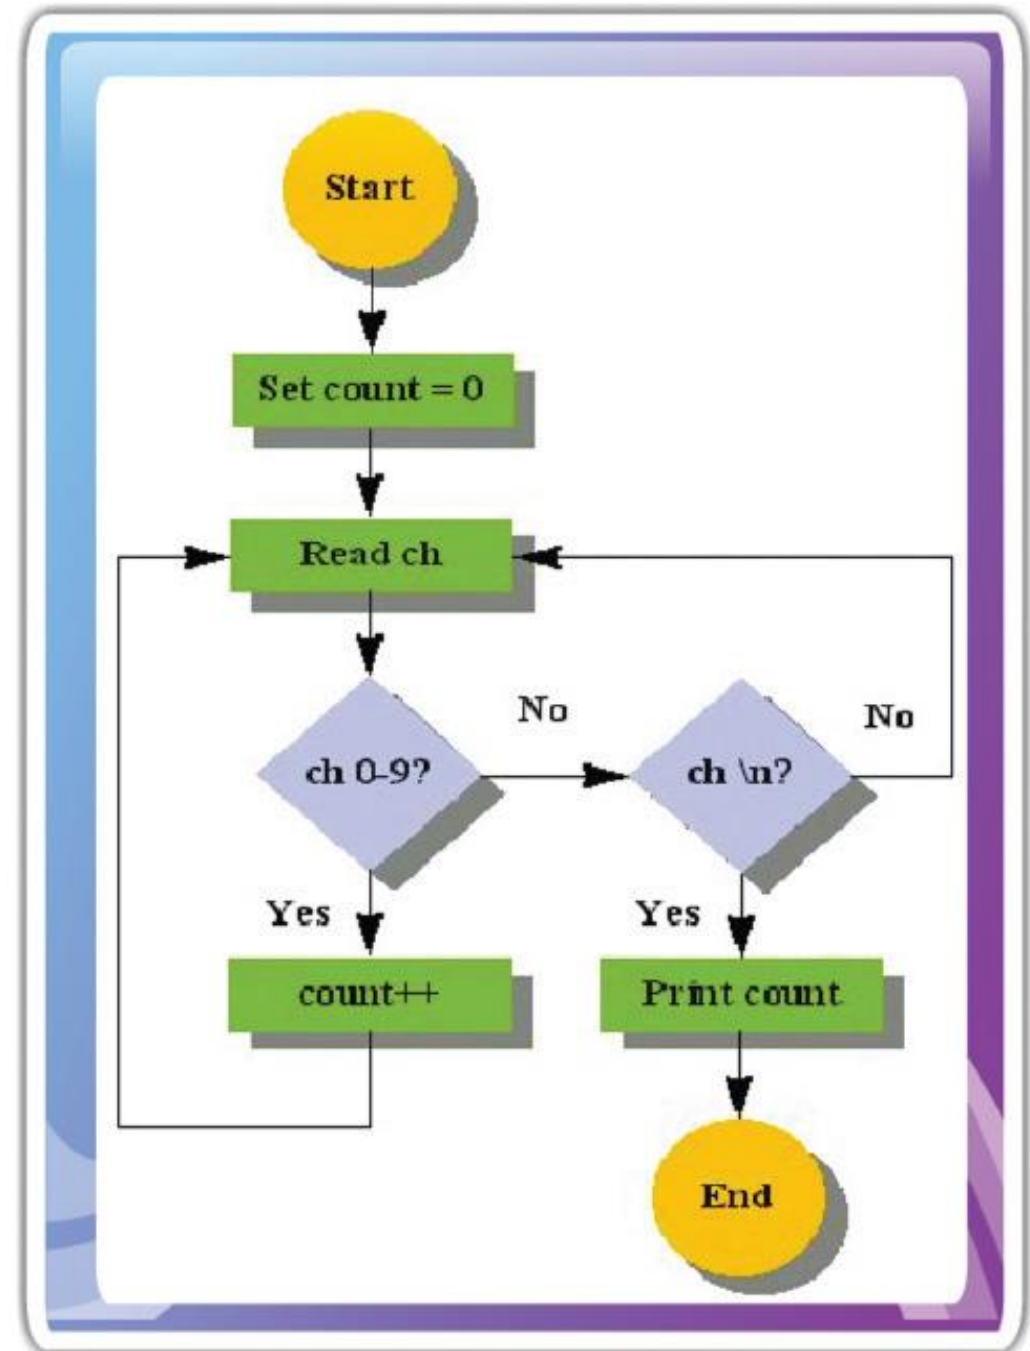 Start
Set count = 0
Read ch
ch 0-9?
No
ch \n?
No
Yes
count++
Yes
Print count
End